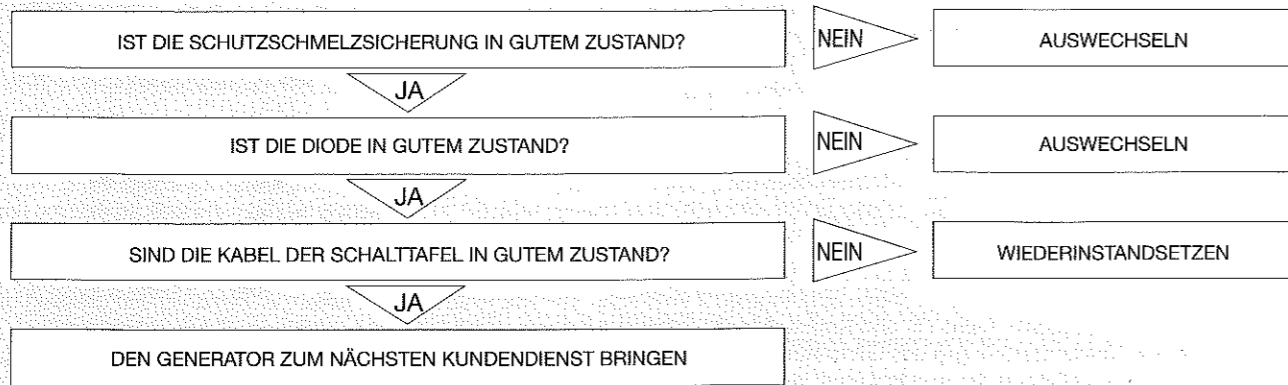 IST DIE SCHUTZSCHMELZSICHERUNG IN GUTEM ZUSTAND?
NEIN
AUSWECHSELN
JA
IST DIE DIODE IN GUTEM ZUSTAND?
NEIN
AUSWECHSELN
JA
SIND DIE KABEL DER SCHALTTAFEL IN GUTEM ZUSTAND?
NEIN
WIEDERINSTANDSETZEN
JA
DEN GENERATOR ZUM NÄCHSTEN KUNDENDIENST BRINGEN